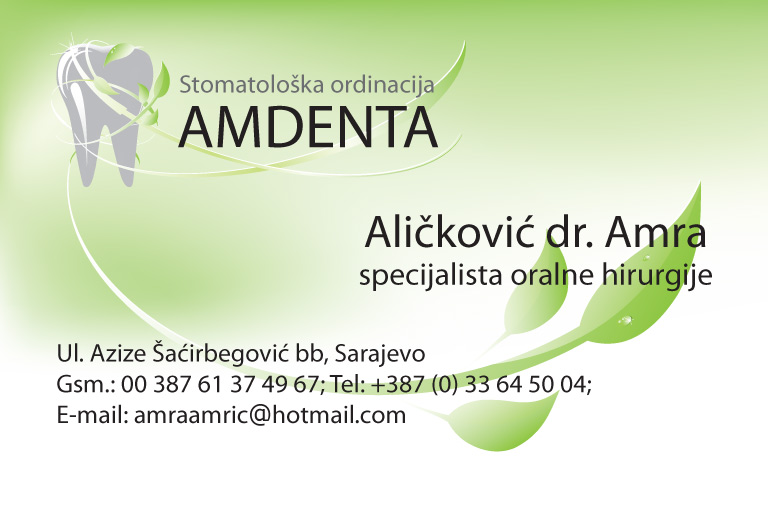 Stomatološka ordinacija
AMDENTA
Aličković dr. Amra
specijalista oralne hirurgije
Ul. Azize Šaćirbegović bb, Sarajevo
Gsm.: 00 387 61 37 49 67; Tel: +387 (0) 33 64 50 04;
E-mail: amraamric@hotmail.com